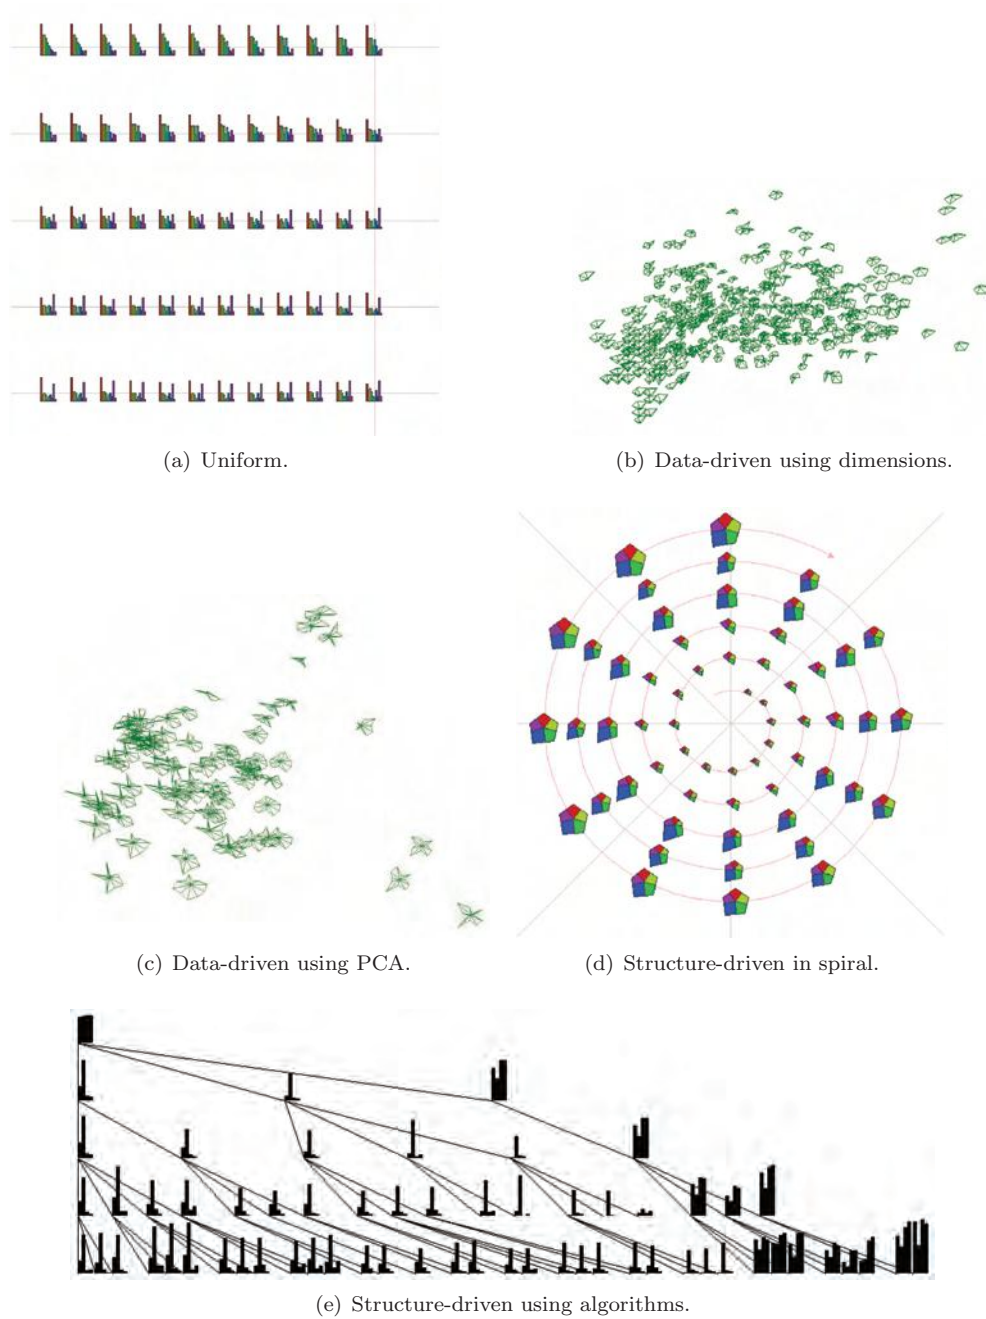 (a) Uniform.
(b) Data-driven using dimensions.
(c) Data-driven using PCA.
(d) Structure-driven in spiral.
(e) Structure-driven using algorithms.